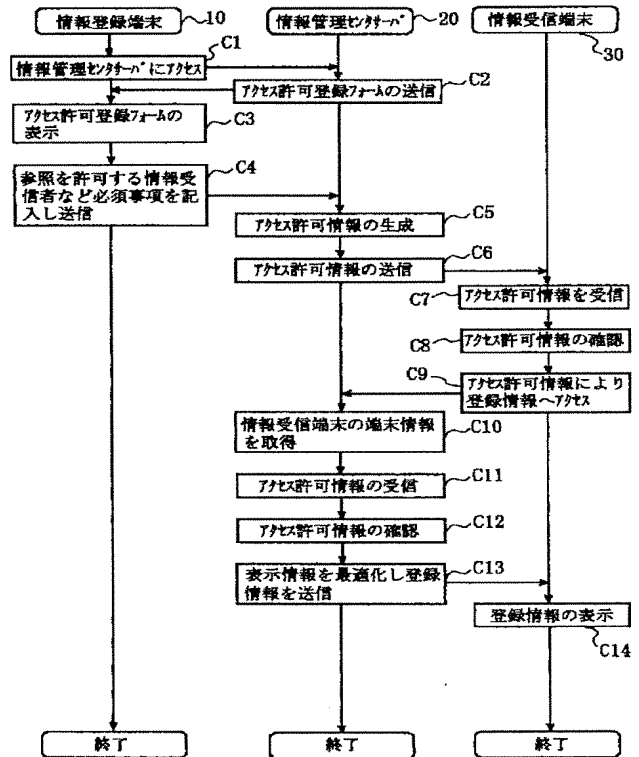 情報登録端末
10
情報管理ｾﾝﾀｻｰﾊﾞ
20
情報受信端末
30
C1
情報管理ｾﾝﾀｻｰﾊﾞにｱｸｾｽ
C2
ｱｸｾｽ許可登録ﾌｫｰﾑの送信
C3
ｱｸｾｽ許可登録ﾌｫｰﾑの
表示
C4
参照を許可する情報受
信者など必須事項を記
入し送信
C5
ｱｸｾｽ許可情報の生成
C6
ｱｸｾｽ許可情報の送信
C7
ｱｸｾｽ許可情報を受信
C8
ｱｸｾｽ許可情報の確認
C9
ｱｸｾｽ許可情報により
登録情報へｱｸｾｽ
情報受信端末の端末情報
を取得
C10
ｱｸｾｽ許可情報の受信
C11
ｱｸｾｽ許可情報の確認
C12
表示情報を最適化し登録
情報を送信
C13
登録情報の表示
C14
終了
終了
終了